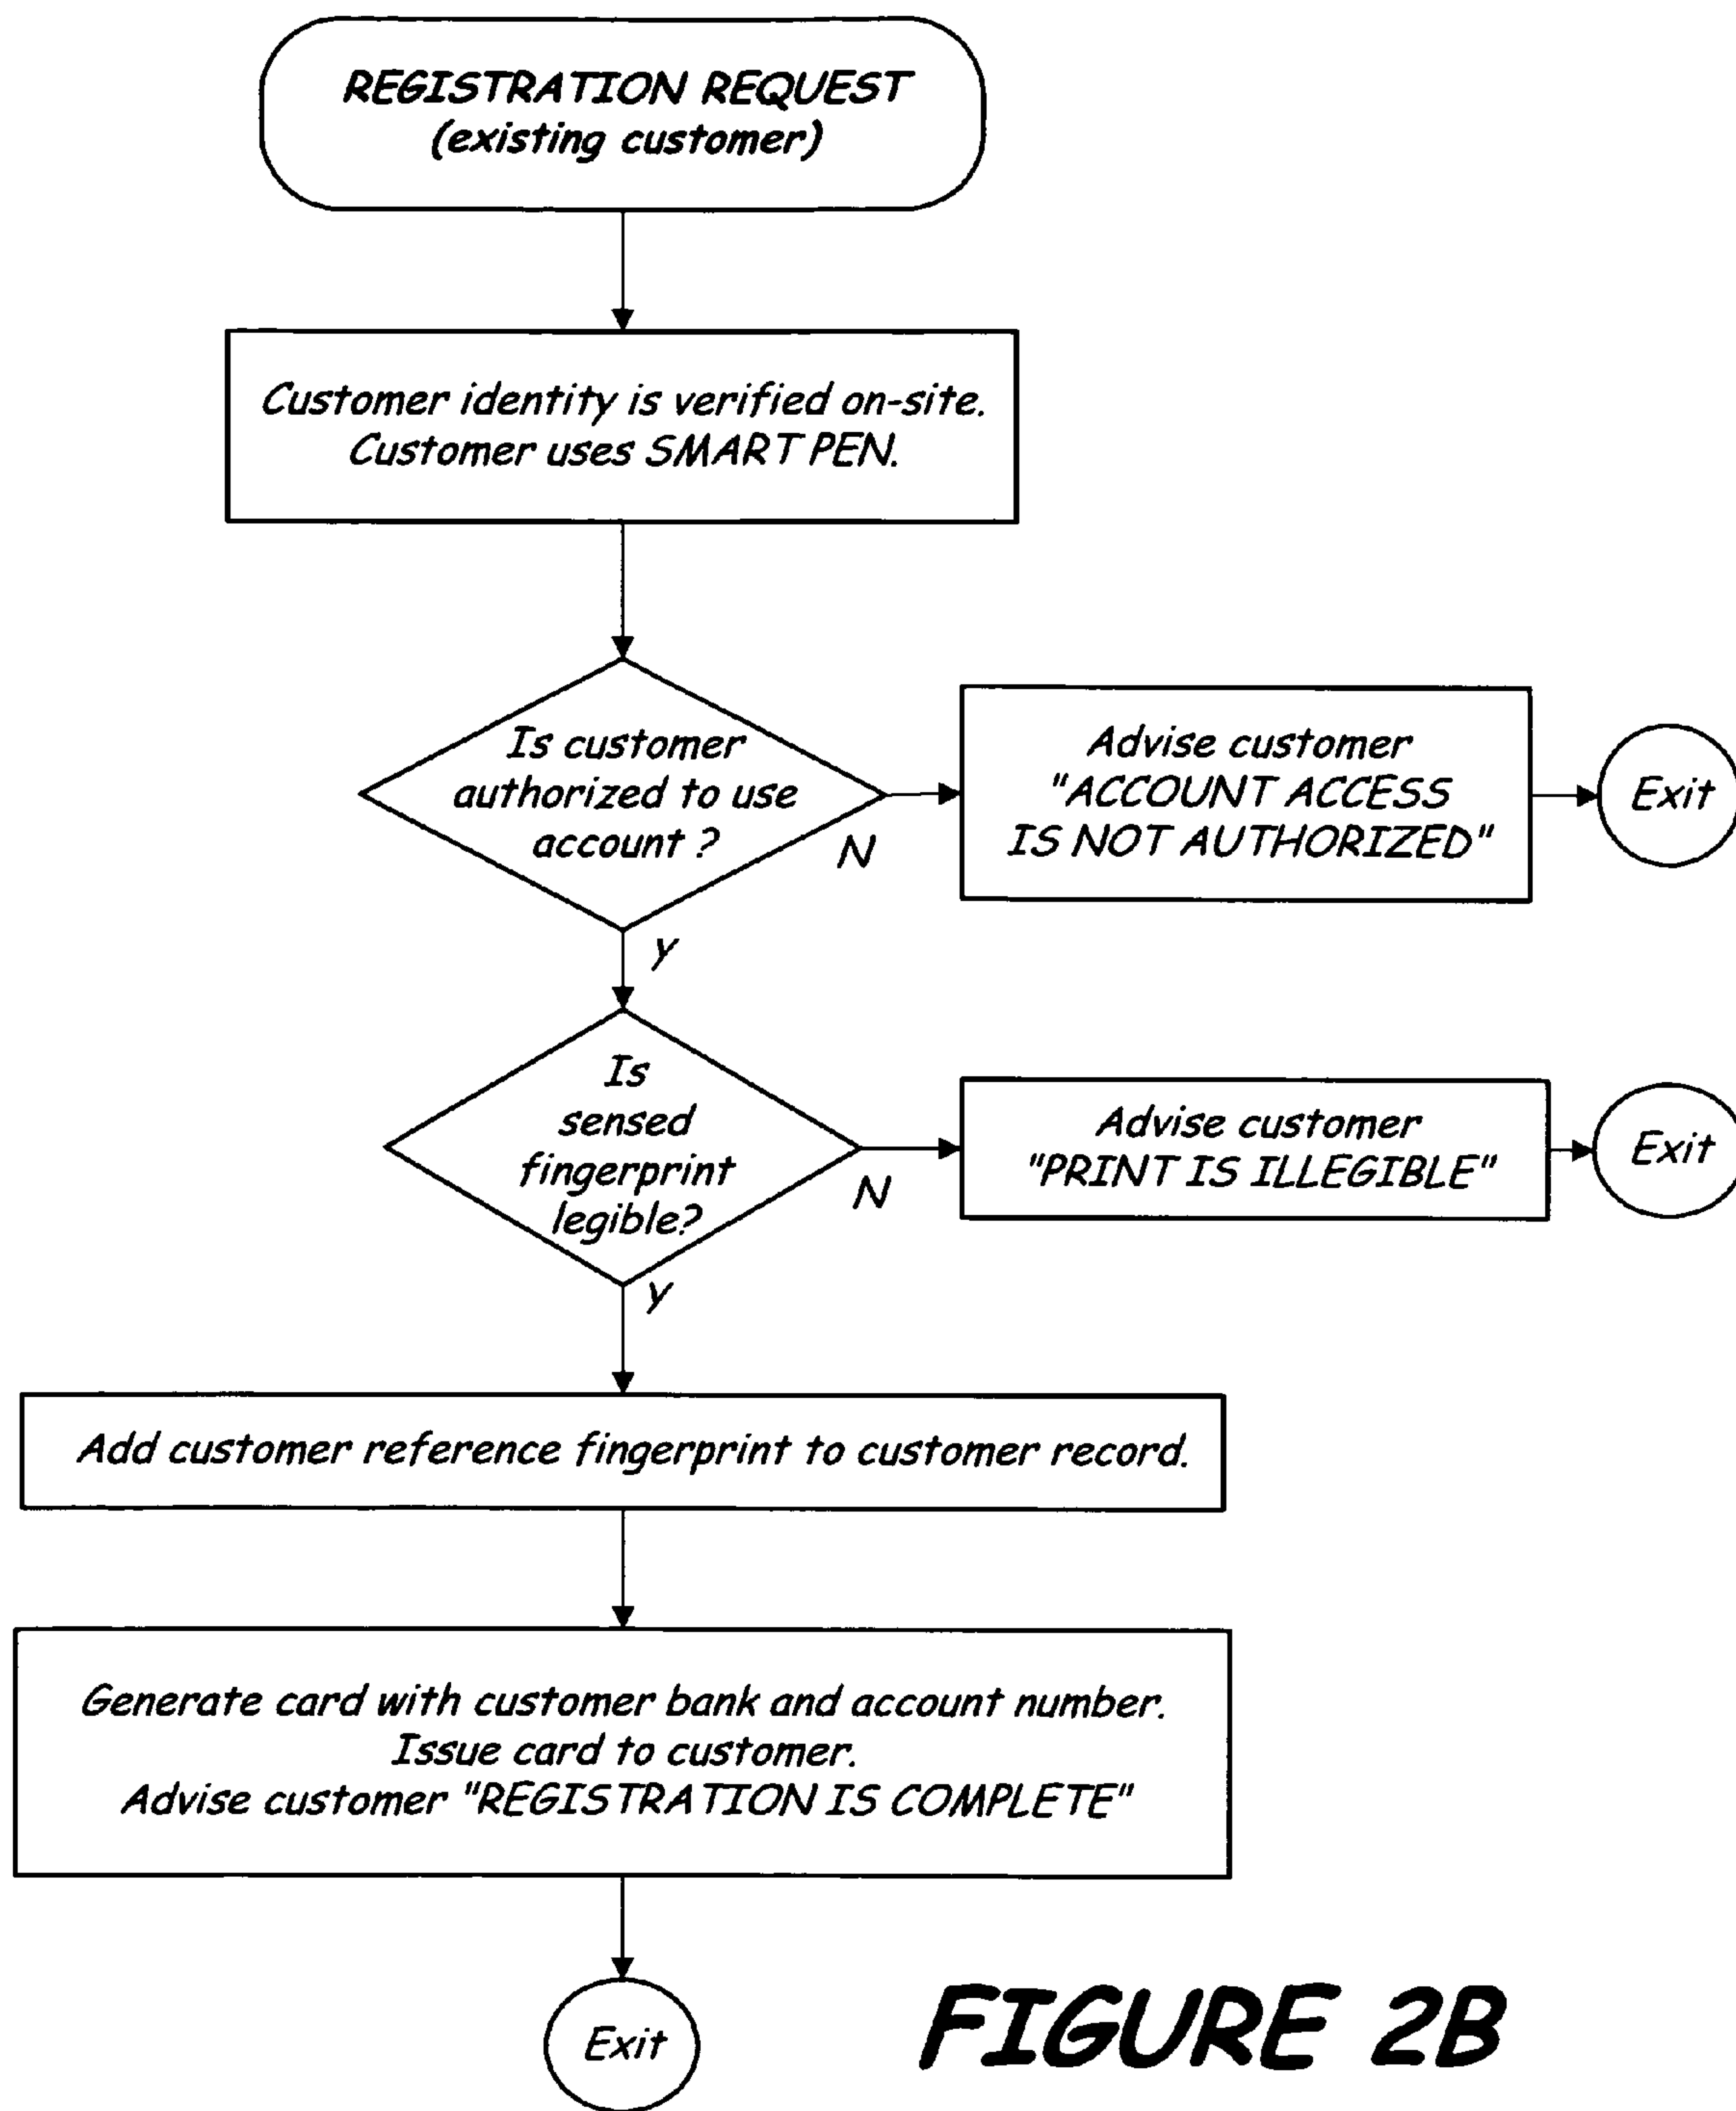 REGISTRATION REQUEST
(existing customer)
Customer identity is verified on-site.
Customer uses SMART PEN.
Is customer
authorized to use
account ?
N
Advise customer
"ACCOUNT ACCESS
IS NOT AUTHORIZED"
Exit
Y
Is
sensed
fingerprint
legible?
N
Advise customer
"PRINT IS ILLEGIBLE"
Exit
Y
Add customer reference fingerprint to customer record.
Generate card with customer bank and account number.
Issue card to customer.
Advise customer "REGISTRATION IS COMPLETE"
Exit
FIGURE 2B